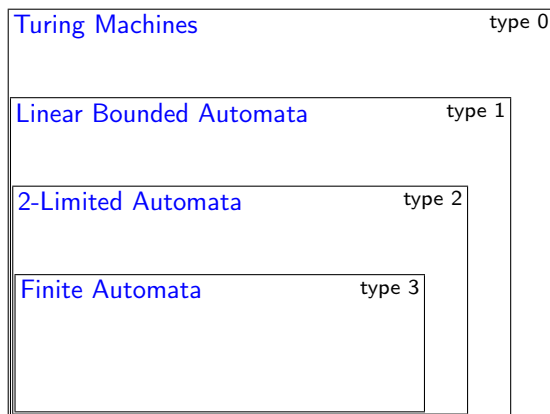 Turing Machines type 0
Linear Bounded Automata type 1
2-Limited Automata type 2
Finite Automata type 3